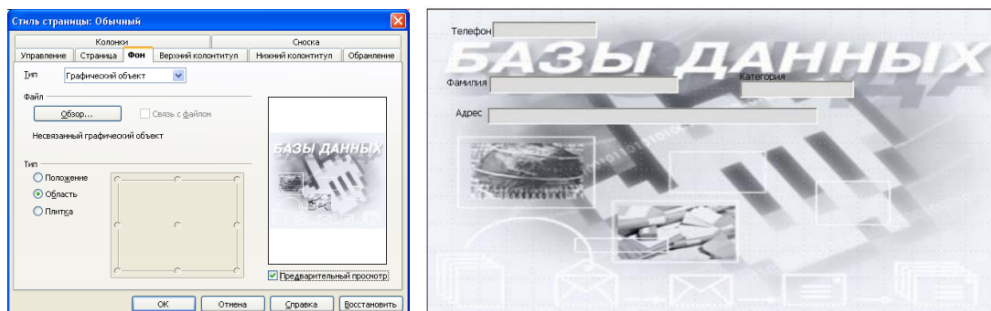 Стиль страницы: Обычный
Колонки Сноска
Управление Страница Фон Верхний колонтитул Нижний колонтитул Обрамление
Тип Графический объект
Файл
Обзор... Связь с файлом
Несвязанный графический объект
Тип
Положение
Область
Плитка
БАЗЫ ДАННЫХ
Предварительный просмотр
ОК Отмена Справка Восстановить
Телефон
БАЗЫ ДАННЫХ
Фамилия Категория
Адрес